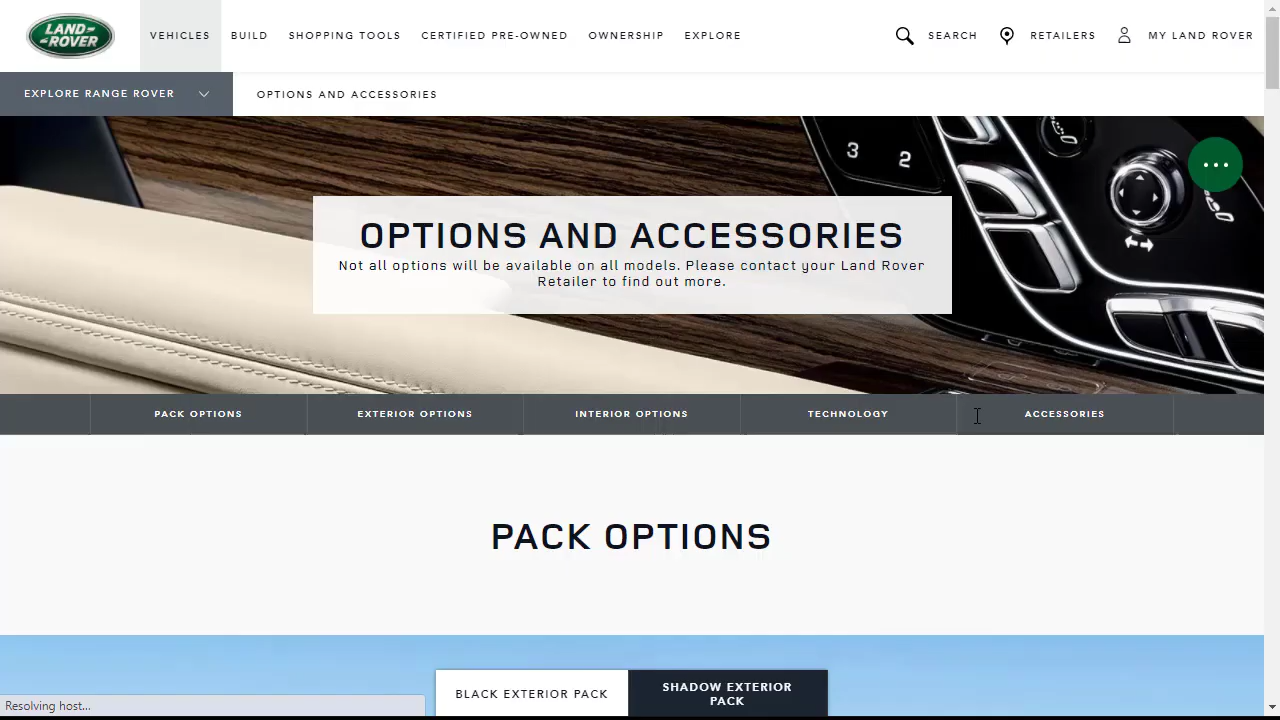 LAND-
-ROVER
VEHICLES
BUILD
SHOPPING TOOLS
CERTIFIED PRE-OWNED
OWNERSHIP
EXPLORE
SEARCH
RETAILERS
MY LAND ROVER
EXPLORE RANGE ROVER
OPTIONS AND ACCESSORIES
3 2
OPTIONS AND ACCESSORIES
Not all options will be available on all models. Please contact your Land Rover
Retailer to find out more.
PACK OPTIONS
EXTERIOR OPTIONS
INTERIOR OPTIONS
TECHNOLOGY
ACCESSORIES
PACK OPTIONS
BLACK EXTERIOR PACK
SHADOW EXTERIOR
PACK
Resolving host...